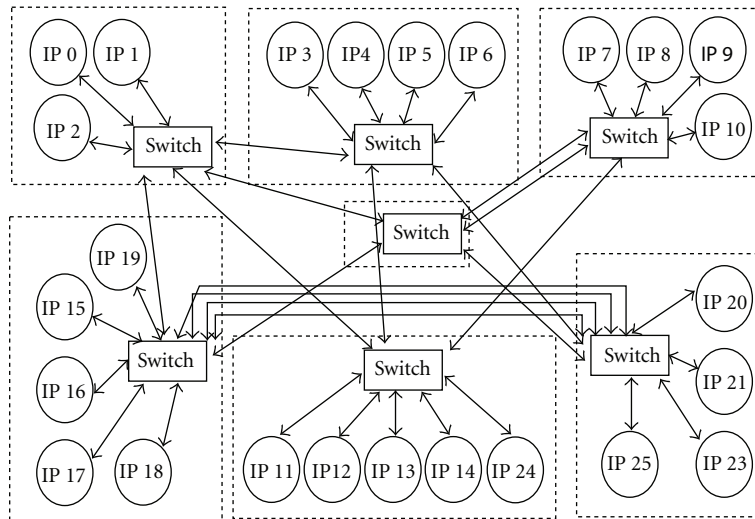 IP 0
IP 1
IP 2
Switch
IP 3
IP4
IP 5
IP 6
Switch
IP 7
IP 8
IP 9
IP 10
Switch
Switch
IP 19
IP 15
IP 16
IP 17
IP 18
Switch
Switch
IP 11
IP12
IP 13
IP 14
IP 24
IP 20
Switch
IP 21
IP 25
IP 23